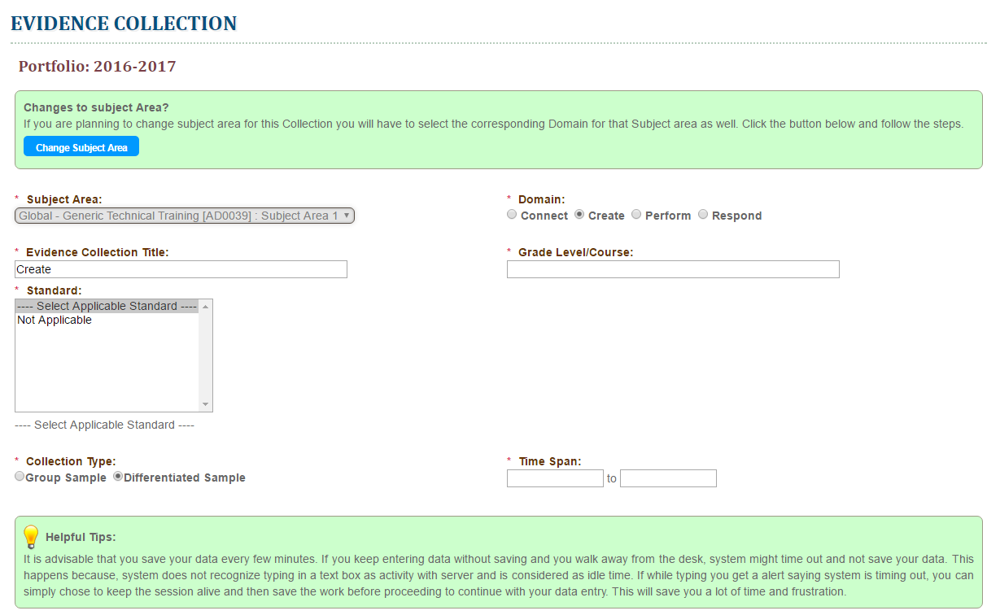 EVIDENCE COLLECTION
Portfolio: 2016-2017
Changes to subject Area?
If you are planning to change subject area for this Collection you will have to select the corresponding Domain for that Subject area as well. Click the button below and follow the steps.
Change Subject Area
* Subject Area:
Global - Generic Technical Training [AD0039] : Subject Area 1
* Domain:
Connect Create Perform Respond
* Evidence Collection Title:
Create
* Grade Level/Course:
* Standard:
---- Select Applicable Standard ----
Not Applicable
---- Select Applicable Standard ----
* Collection Type:
Group Sample Differentiated Sample
* Time Span:
to
Helpful Tips:
It is advisable that you save your data every few minutes. If you keep entering data without saving and you walk away from the desk, system might time out and not save your data. This
happens because, system does not recognize typing in a text box as activity with server and is considered as idle time. If while typing you get a alert saying system is timing out, you can
simply chose to keep the session alive and then save the work before proceeding to continue with your data entry. This will save you a lot of time and frustration.